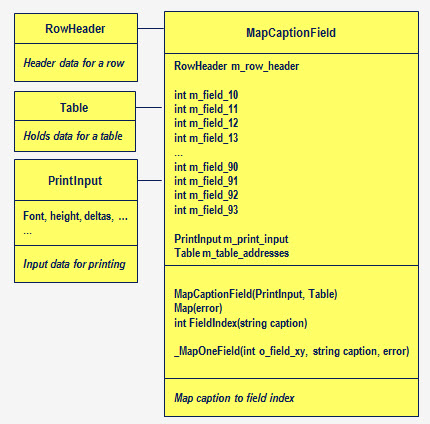 RowHeader
Header data for a row
Table
Holds data for a table
PrintInput
Font, height, deltas, ...
...
Input data for printing
MapCaptionField
RowHeader m_row_header
int m_field_10
int m_field_11
int m_field_12
int m_field_13
...
int m_field_90
int m_field_91
int m_field_92
int m_field_93
PrintInput m_print_input
Table m_table_addresses
MapCaptionField(PrintInput, Table)
Map(error)
int FieldIndex(string caption)
_MapOneField(int o_field_xy, string caption, error)
Map caption to field index